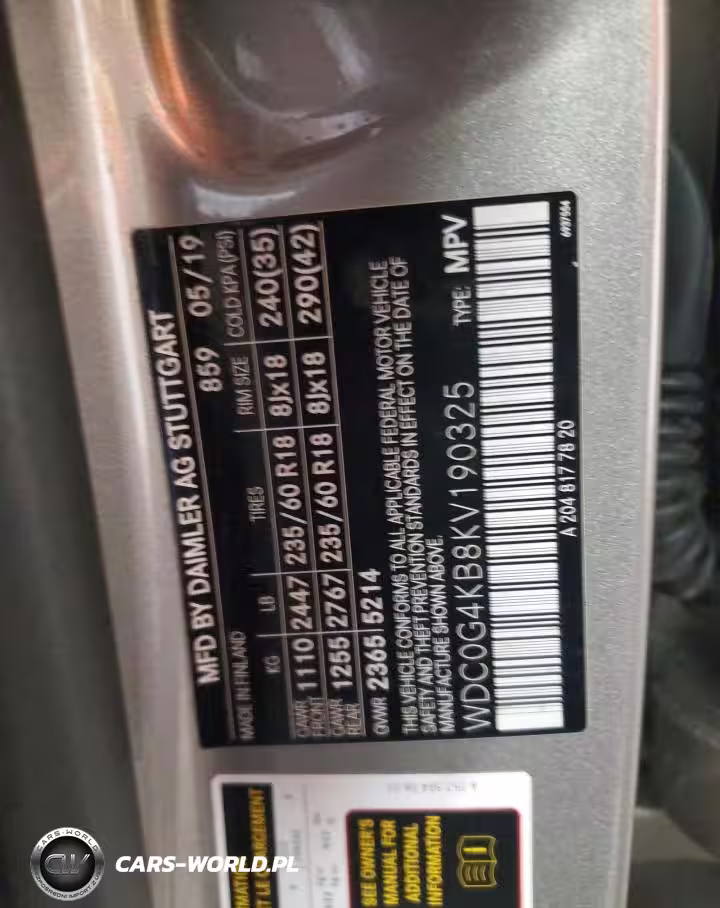 MFD BY DAIMLER AG STUTTGART
MADE IN FINLAND 859 05/19
KG LB TIRES RIM SIZE COLD KPA (PSI)
GAWR FRONT 1110 2447 235/60 R18 8Jx18 240(35)
GAWR REAR 1255 2767 235/60 R18 8Jx18 290(42)
GVWR 2365 5214
THIS VEHICLE CONFORMS TO ALL APPLICABLE FEDERAL MOTOR VEHICLE
SAFETY AND THEFT PREVENTION STANDARDS IN EFFECT ON THE DATE OF
MANUFACTURE SHOWN ABOVE.
WDC0G4KB8KV190325 TYPE: MPV
A 204 817 78 20
6937554
SEE OWNER'S
MANUAL FOR
ADDITIONAL
INFORMATION
CARS-WORLD
CW
CARS-WORLD.PL